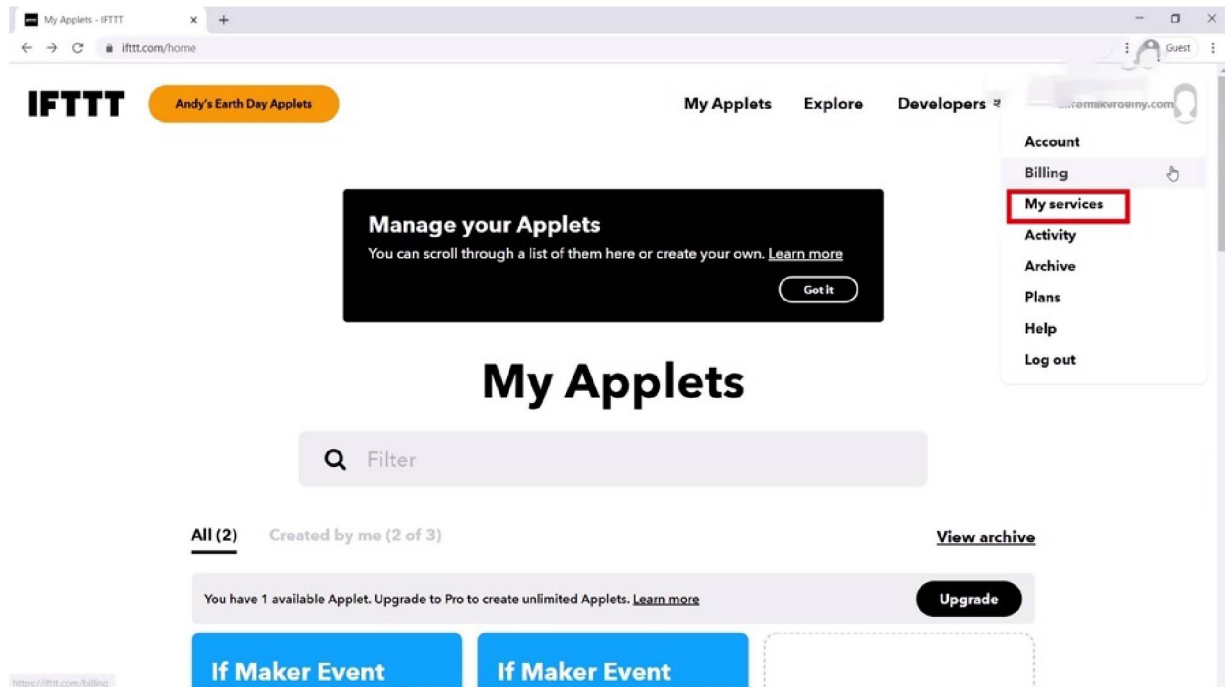 My Applets - IFTTT
ifttt.com/home
Guest
IFTTT
Andy's Earth Day Applets
My Applets Explore Developers
Account
Billing
My services
Activity
Archive
Plans
Help
Log out
Manage your Applets
You can scroll through a list of them here or create your own. Learn more
Got it
My Applets
Filter
All (2) Created by me (2 of 3) View archive
You have 1 available Applet. Upgrade to Pro to create unlimited Applets. Learn more Upgrade
If Maker Event If Maker Event
https://ifttt.com/billing